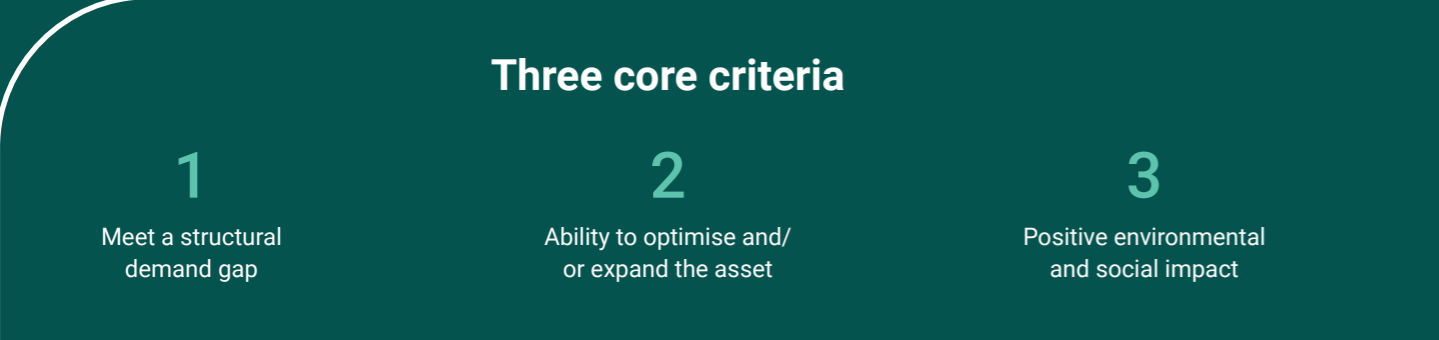 Three core criteria
1
Meet a structural
demand gap
2
Ability to optimise and/
or expand the asset
3
Positive environmental
and social impact